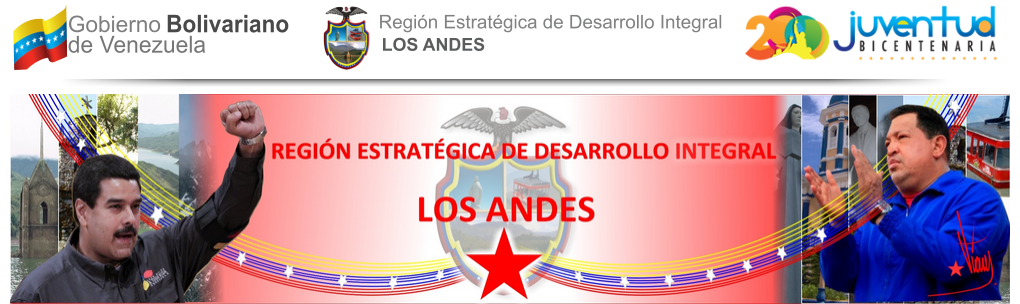 Gobierno Bolivariano
de Venezuela
Región Estratégica de Desarrollo Integral
LOS ANDES
200
juventud
BICENTENARIA
REGIÓN ESTRATÉGICA DE DESARROLLO INTEGRAL
LOS ANDES